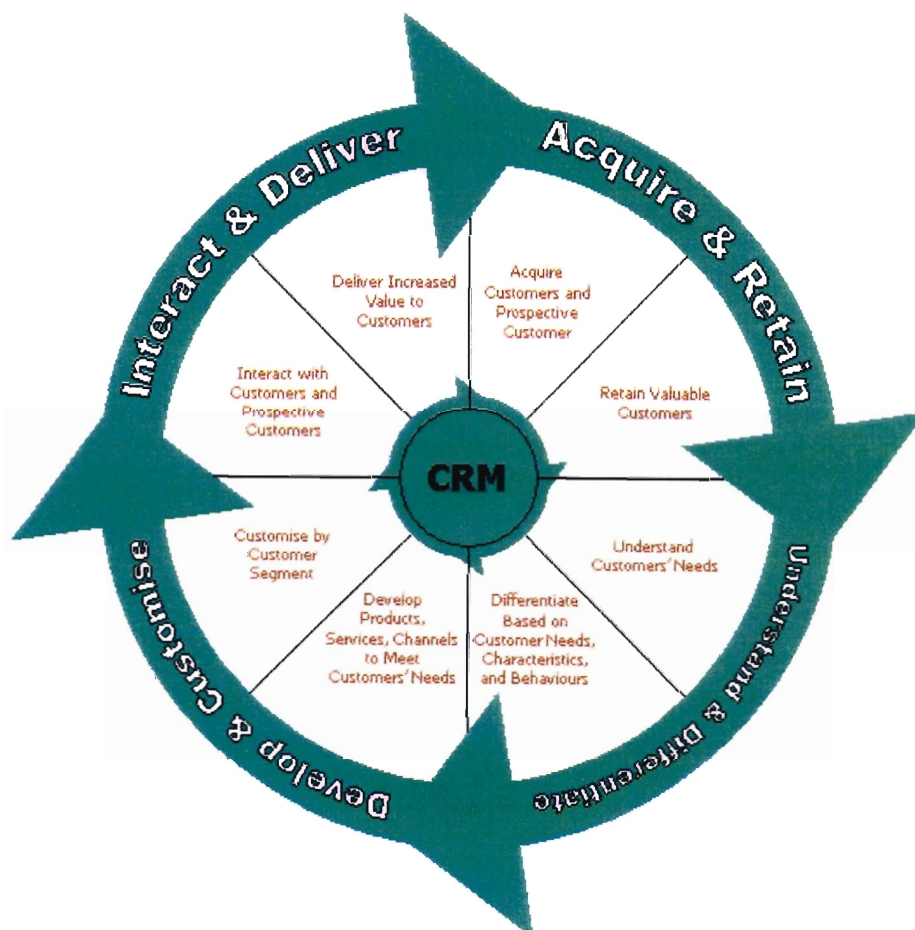 Interact & Deliver
Acquire & Retain
Understand & Differentiate
Develop & Customise
Deliver Increased
Value to
Customers
Acquire
Customers and
Prospective
Customer
Interact with
Customers and
Prospective
Customers
Retain Valuable
Customers
CRM
Customise by
Customer
Segment
Understand
Customers' Needs
Develop
Products,
Services, Channels
to Meet
Customers' Needs
Differentiate
Based on
Customer Needs,
Characteristics,
and Behaviours